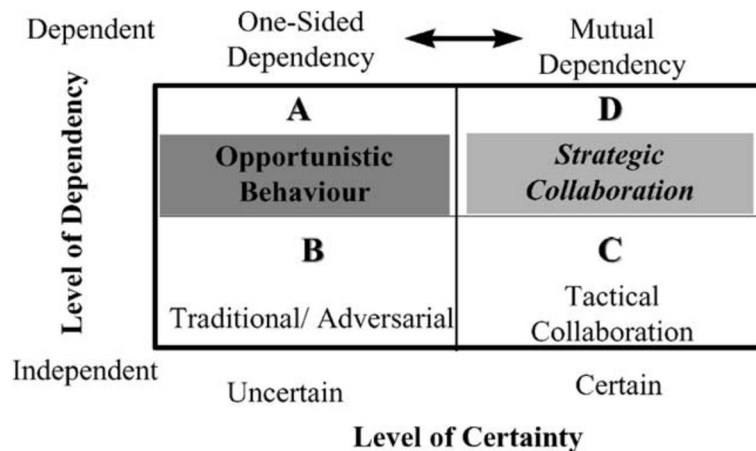 Dependent
One-Sided
Dependency
Mutual
Dependency
Level of Dependency
A
Opportunistic
Behaviour
D
Strategic
Collaboration
B
Traditional/ Adversarial
C
Tactical
Collaboration
Independent
Uncertain
Certain
Level of Certainty